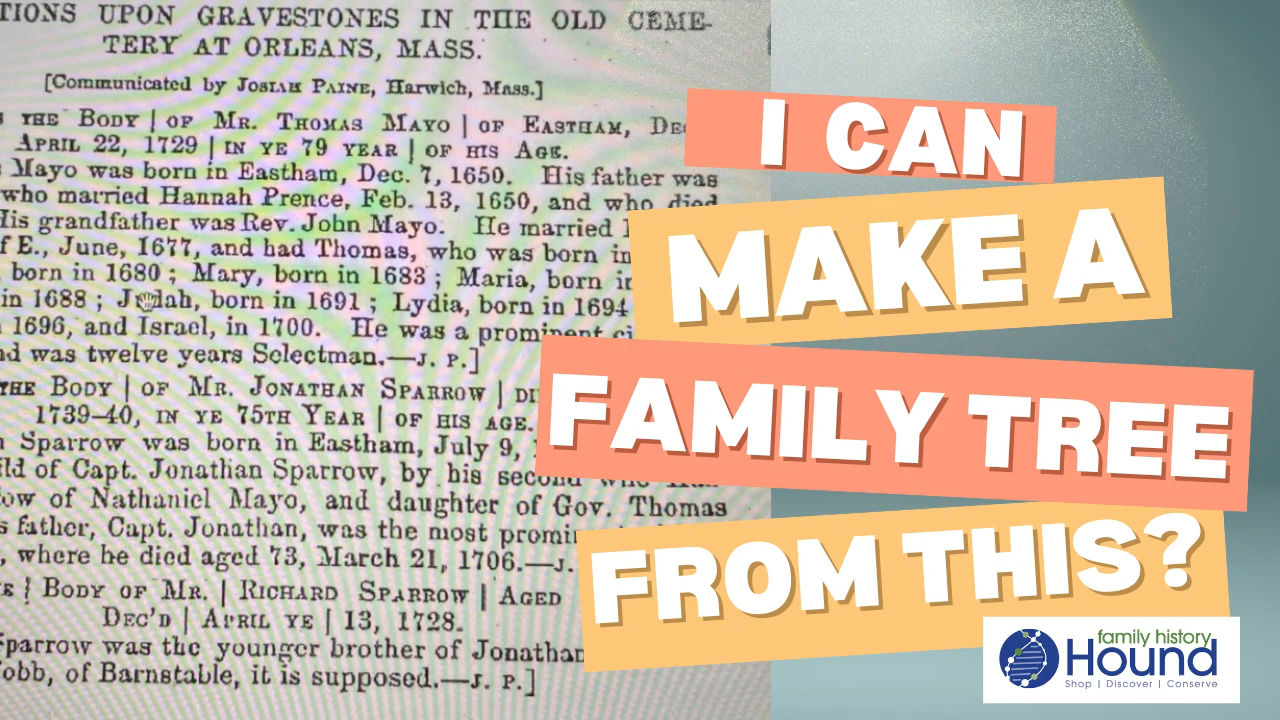 TIONS UPON GRAVESTONES IN THE OLD CEME-
TERY AT ORLEANS, MASS.
[Communicated by JOSIAH PAINE, Harwich, Mass.]
THE BODY | OF MR. THOMAS MAYO | OF EASTHAM, DEC
APRIL 22, 1729 | IN YE 79 YEAR | OF HIS AGE.
Mayo was born in Eastham, Dec. 7, 1650. His father was
who married Hannah Prence, Feb. 13, 1650, and who died
His grandfather was Rev. John Mayo. He married
f E., June, 1677, and had Thomas, who was born in
born in 1680 ; Mary, born in 1683 ; Maria, born in
in 1688 ; Judah, born in 1691 ; Lydia, born in 1694
1696, and Israel, in 1700. He was a prominent ci
nd was twelve years Selectman.—J. P.]
THE BODY | OF MR. JONATHAN SPARROW | DI
1739–40, IN YE 75TH YEAR | OF HIS AGE.
n Sparrow was born in Eastham, July 9,
ild of Capt. Jonathan Sparrow, by his second
ow of Nathaniel Mayo, and daughter of Gov. Thomas
s father, Capt. Jonathan, was the most promi
, where he died aged 73, March 21, 1706.—J.
BODY OF MR. | RICHARD SPARROW | AGED
DEC'D | APRIL YE | 13, 1728.
Sparrow was the younger brother of Jonathan
obb, of Barnstable, it is supposed.—J. P.]
I CAN
MAKE A
FAMILY TREE
FROM THIS?
family history
Hound
Shop | Discover | Conserve